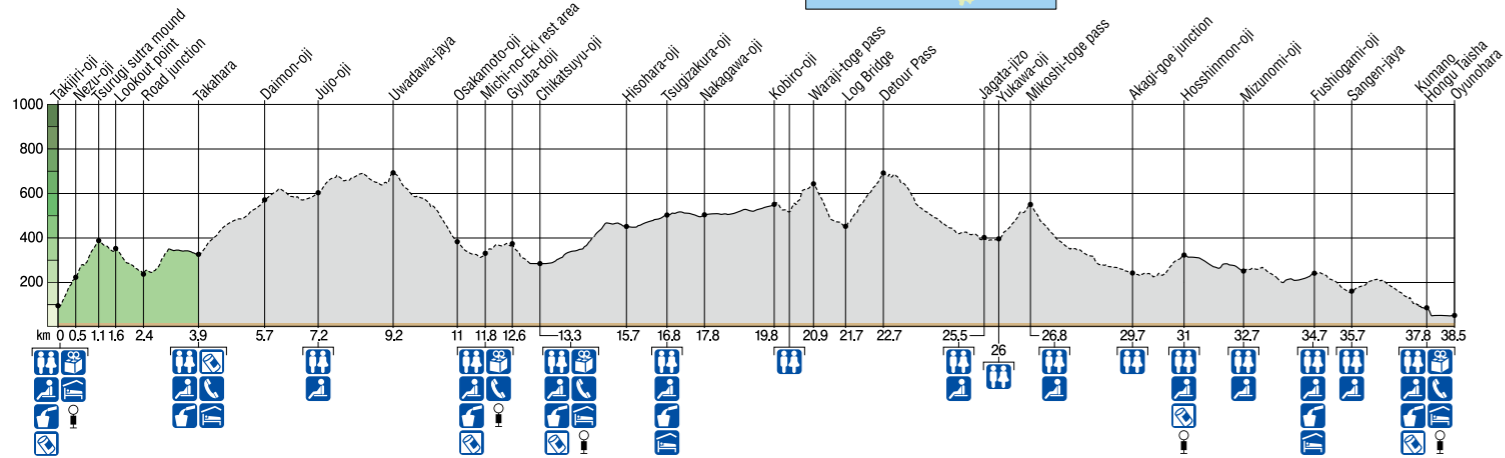 Takijiri-oji
Nezu-oji
Tsurugi sutra mound
Lookout point
Road junction
Takahara
Daimon-oji
Jujo-oji
Uwadawa-jaya
Osakamoto-oji
Michi-no-Eki rest area
Gyuba-doji
Chikatsuyu-oji
Hisohara-oji
Tsugizakura-oji
Nakagawa-oji
Kobiro-oji
Waraji-toge pass
Log Bridge
Detour Pass
Jagata-jizo
Yukawa-oji
Mikoshi-toge pass
Akagi-goe junction
Hosshinmon-oji
Mizunomi-oji
Fushiogami-oji
Sangen-jaya
Kumano
Hongu Taisha
Oyunohara
1000
800
600
400
200
km 0 0,5 1.1 1.6 2.4 3,9 5,7 7,2 9,2 11 11,8 12,6 13,3 15,7 16,8 17,8 19,8 20,9 21,7 22,7 25,5 26,8 29,7 31 32,7 34,7 35,7 37,8 38,5
26